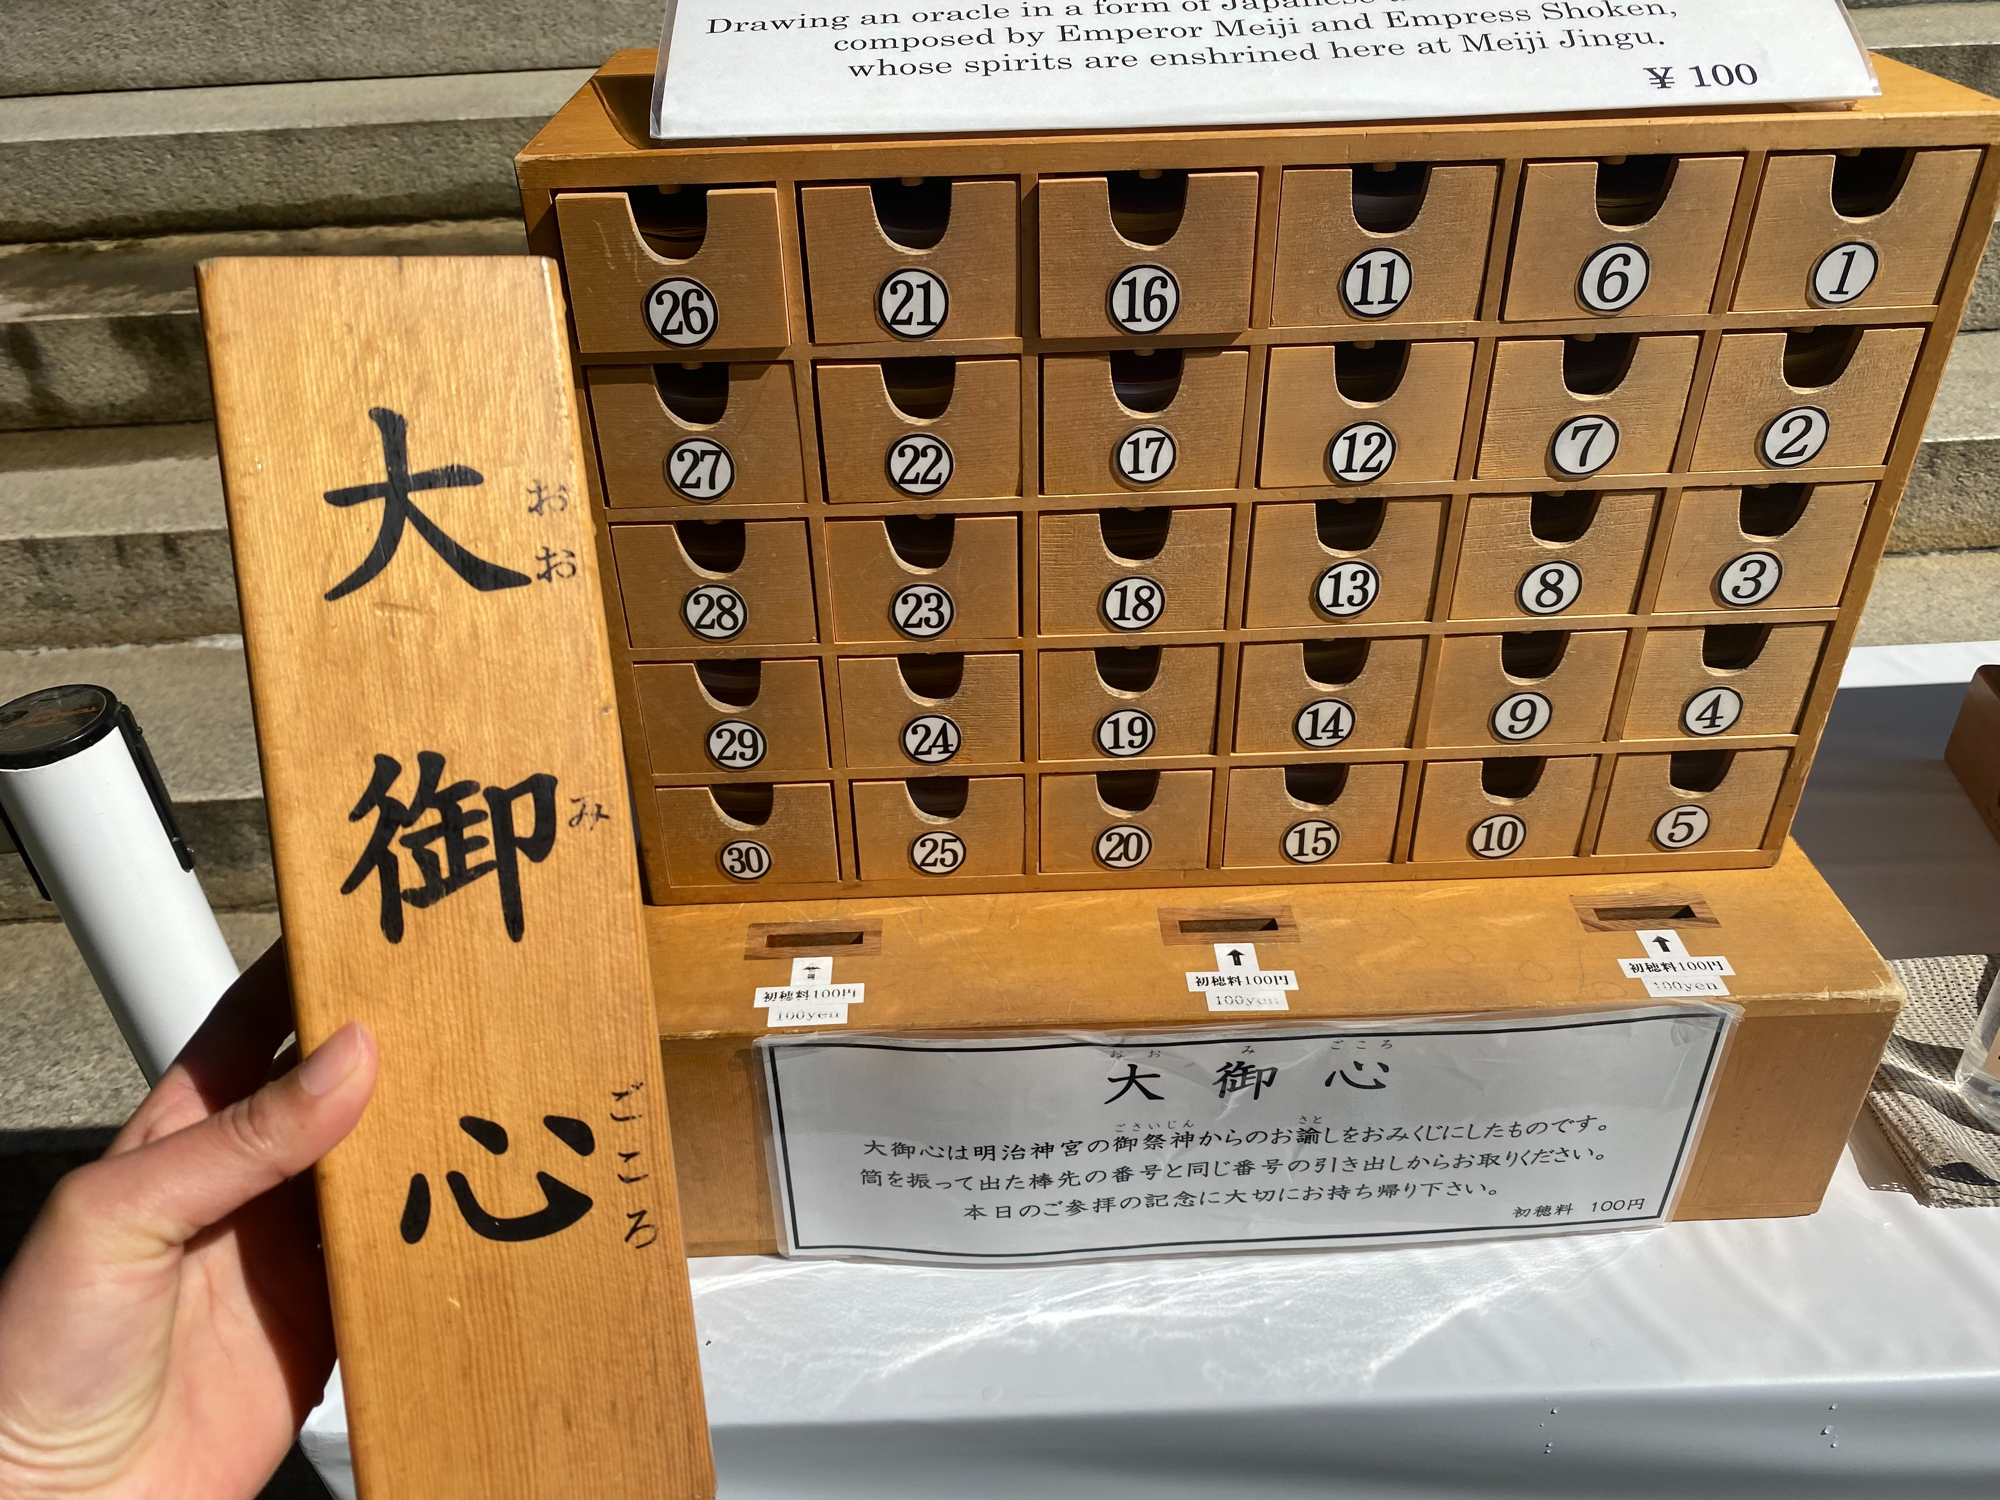 Drawing an oracle in a form of Japanese
composed by Emperor Meiji and Empress Shoken,
whose spirits are enshrined here at Meiji Jingu.
¥ 100
26 21 16 11 6 1
27 22 17 12 7 2
28 23 18 13 8 3
29 24 19 14 9 4
30 25 20 15 10 5
大御心
おおみごころ
初穂料100円
100yen
初穂料100円
100yen
初穂料100円
100yen
おお み ごころ
大御心
ごさいじん さと
大御心は明治神宮の御祭神からのお諭しをおみくじにしたものです。
筒を振って出た棒先の番号と同じ番号の引き出しからお取りください。
本日のご参拝の記念に大切にお持ち帰り下さい。
初穂料 100円